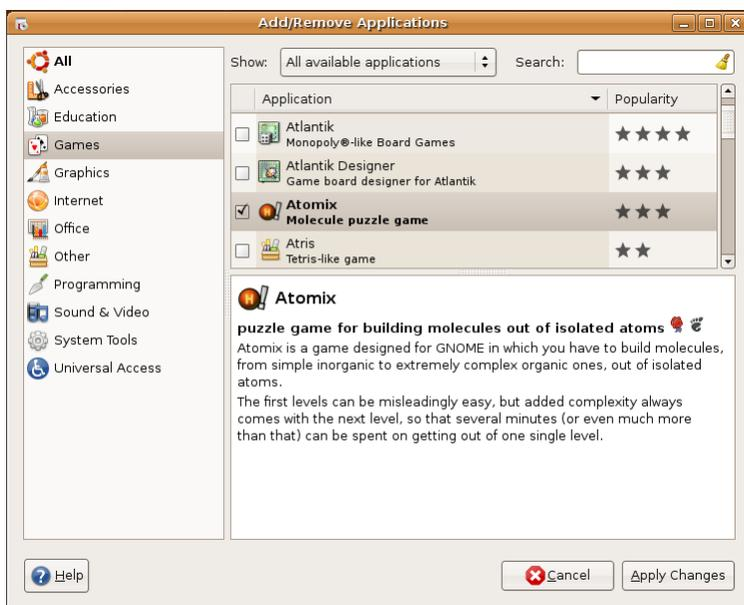 Add/Remove Applications
All
Accessories
Education
Games
Graphics
Internet
Office
Other
Programming
Sound & Video
System Tools
Universal Access
Show: All available applications Search:
Application Popularity
Atlantik
Monopoly®-like Board Games
Atlantik Designer
Game board designer for Atlantik
Atomix
Molecule puzzle game
Atris
Tetris-like game
Atomix
puzzle game for building molecules out of isolated atoms
Atomix is a game designed for GNOME in which you have to build molecules,
from simple inorganic to extremely complex organic ones, out of isolated
atoms.
The first levels can be misleadingly easy, but added complexity always
comes with the next level, so that several minutes (or even much more
than that) can be spent on getting out of one single level.
Help
Cancel
Apply Changes